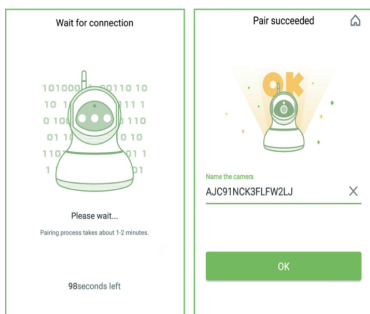 Wait for connection
Please wait...
Pairing process takes about 1-2 minutes.
98seconds left
Pair succeeded
OK
Name the camera
AJC91NCK3FLFW2LJ
OK